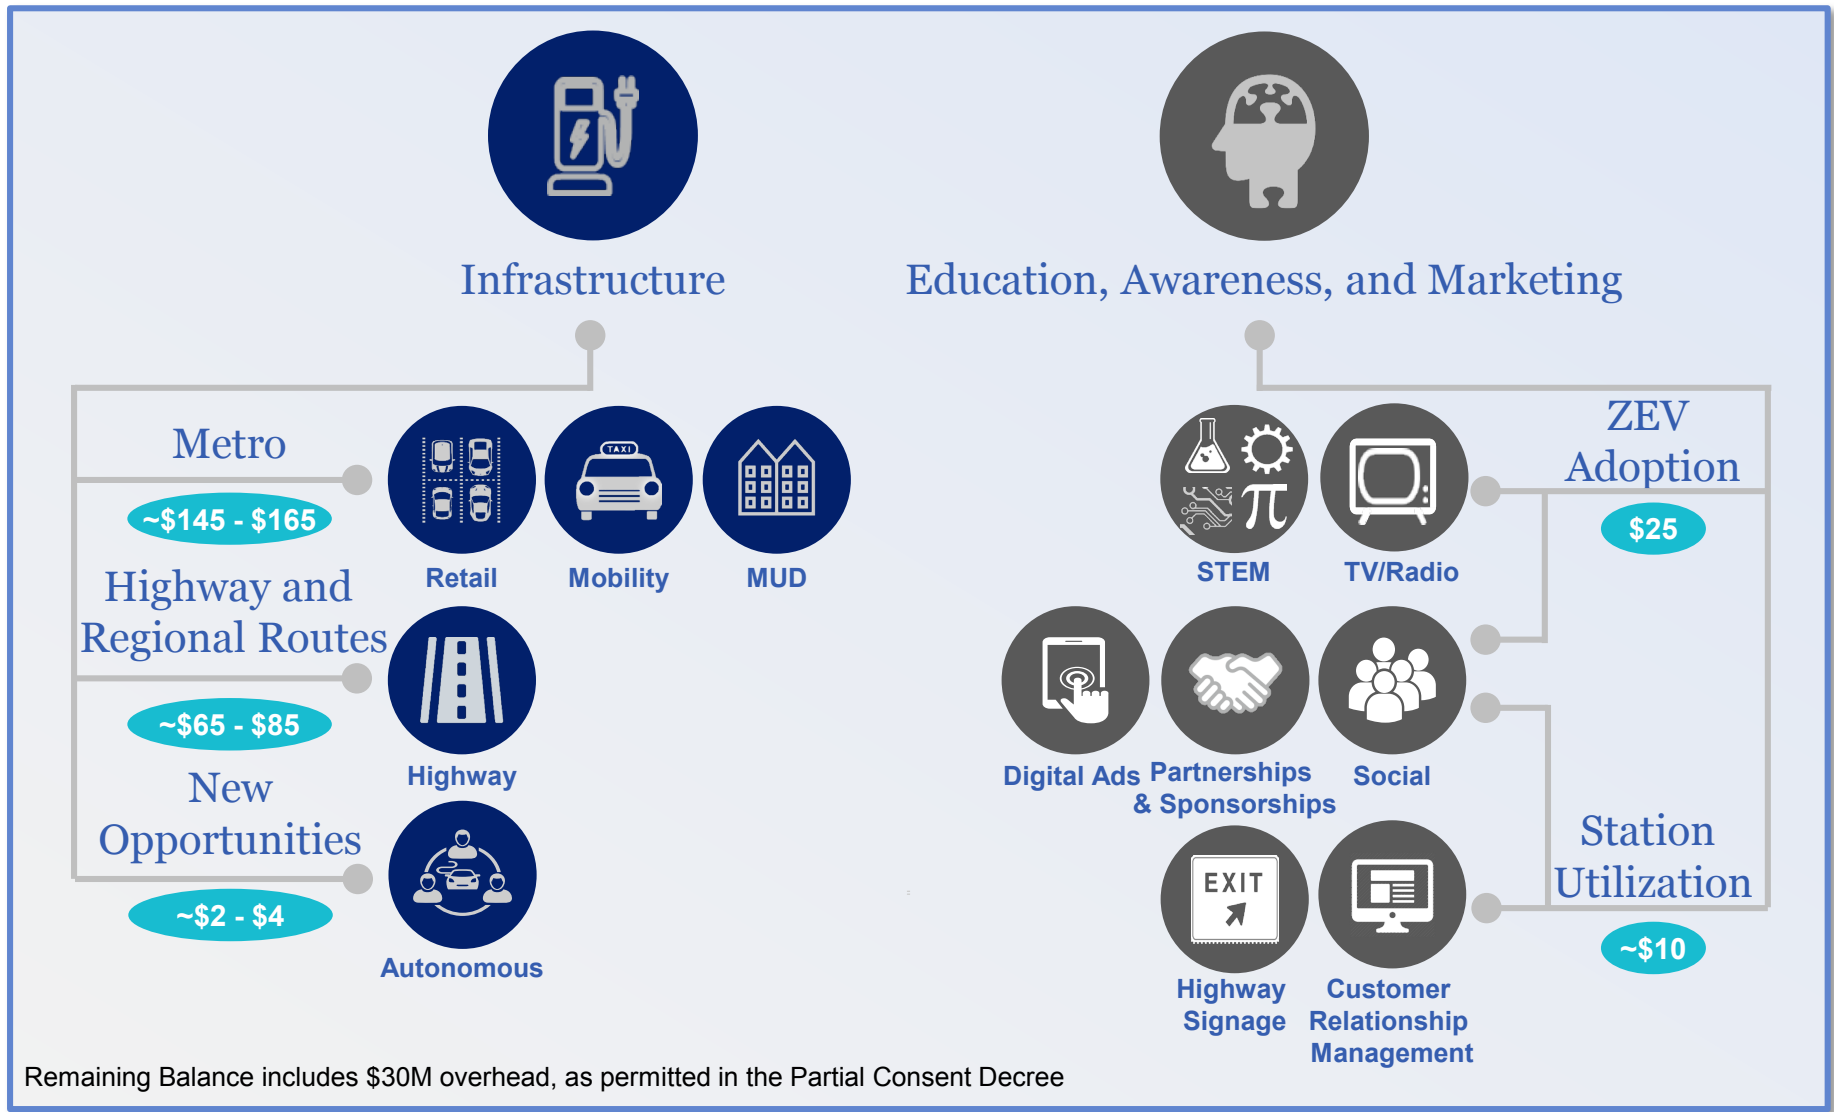 Infrastructure
Education, Awareness, and Marketing
Metro
~$145 - $165
TAXI
Retail
Mobility
MUD
Highway and
Regional Routes
~$65 - $85
Highway
New
Opportunities
~$2 - $4
Autonomous
ZEV
Adoption
$25
π
STEM
TV/Radio
Digital Ads
Partnerships
& Sponsorships
Social
Station
Utilization
~$10
EXIT
Highway
Signage
Customer
Relationship
Management
Remaining Balance includes $30M overhead, as permitted in the Partial Consent Decree